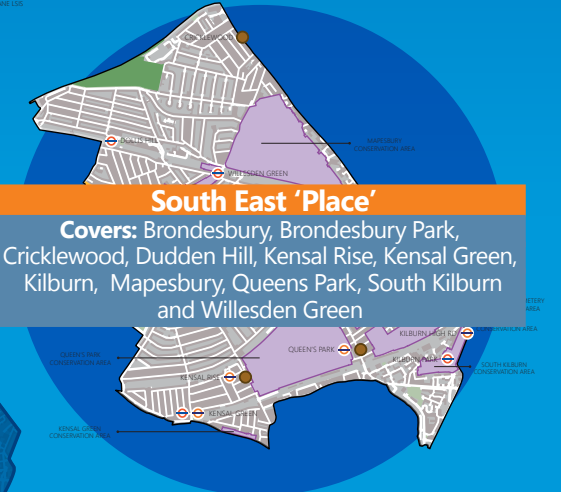 CRICKLEWOOD
DOLLIS HILL
MAPESBURY
CONSERVATION AREA
WILLESDEN GREEN
South East ‘Place’
Covers: Brondesbury, Brondesbury Park,
Cricklewood, Dudden Hill, Kensal Rise, Kensal Green,
Kilburn, Mapesbury, Queens Park, South Kilburn
and Willesden Green
KILBURN HIGH RD
CONSERVATION AREA
QUEEN'S PARK
KILBURN PARK
QUEEN'S PARK
CONSERVATION AREA
SOUTH KILBURN
CONSERVATION AREA
KENSAL RISE
KENSAL GREEN
KENSAL GREEN
CONSERVATION AREA